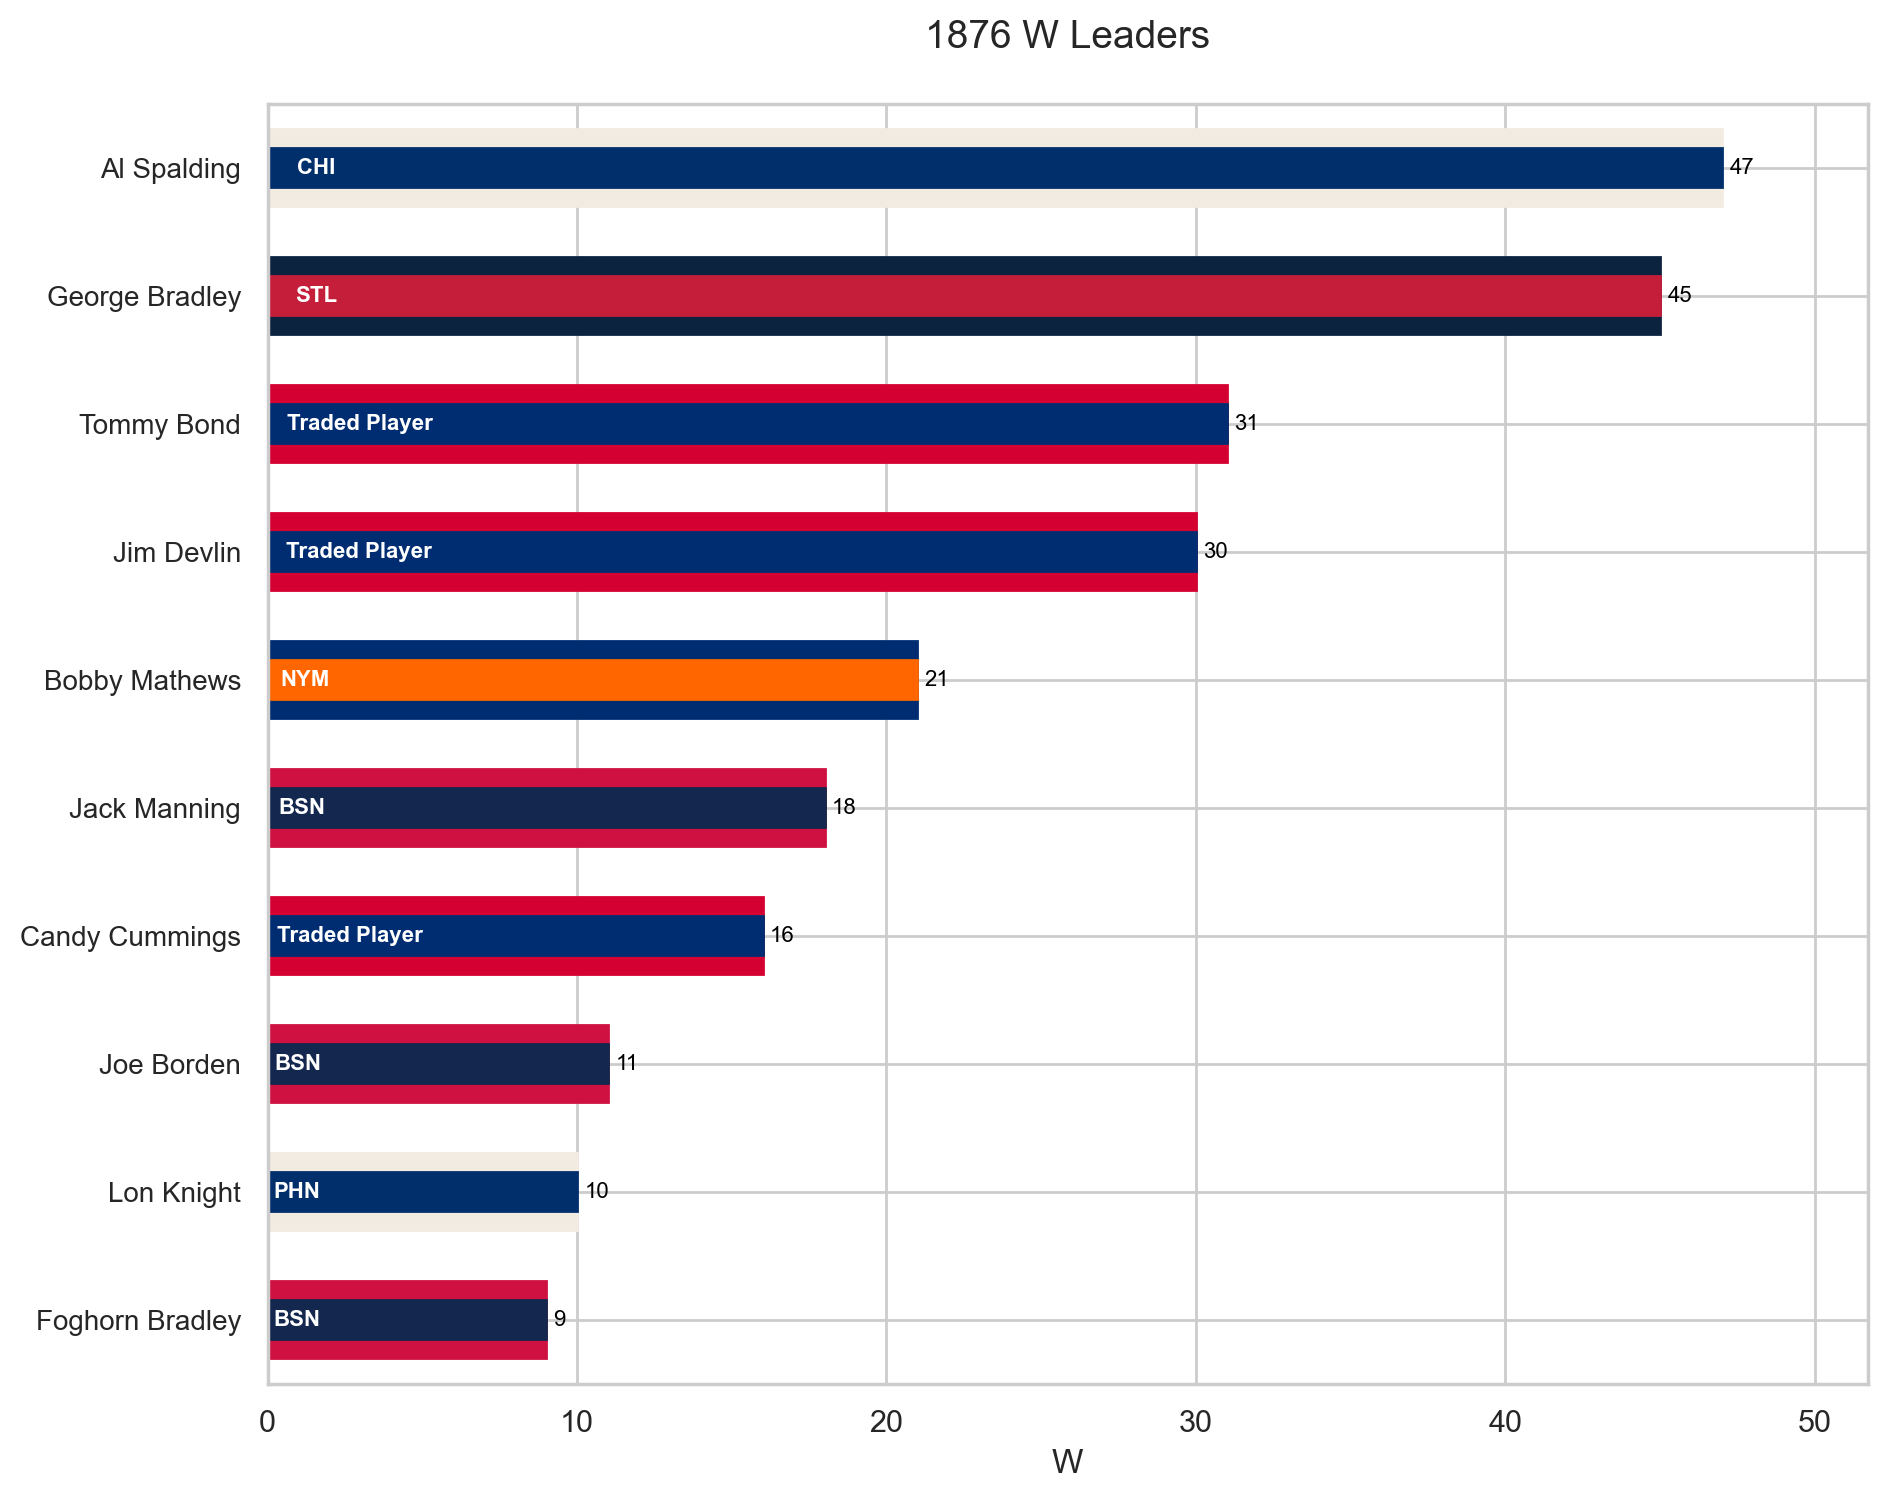 1876 W Leaders
Al Spalding CHI 47
George Bradley STL 45
Tommy Bond Traded Player 31
Jim Devlin Traded Player 30
Bobby Mathews NYM 21
Jack Manning BSN 18
Candy Cummings Traded Player 16
Joe Borden BSN 11
Lon Knight PHN 10
Foghorn Bradley BSN 9
0 10 20 30 40 50
W